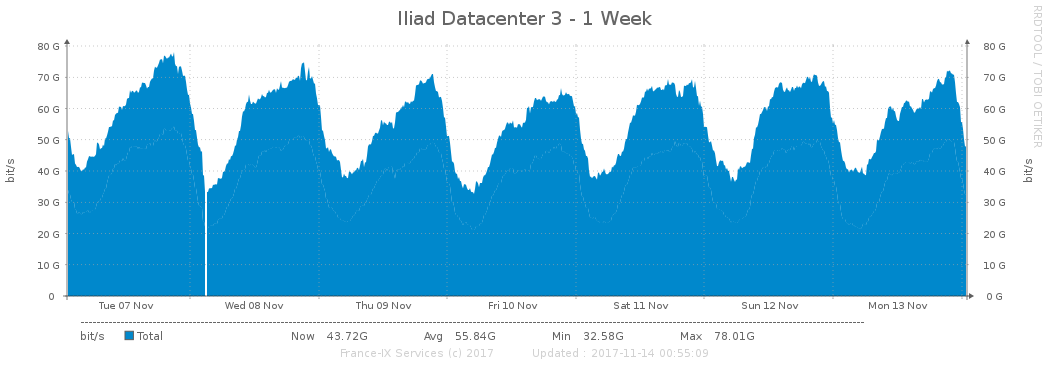 Iliad Datacenter 3 - 1 Week
RRDTOOL / TOBI OETIKER
bit/s
80 G 80 G
70 G 70 G
60 G 60 G
50 G 50 G
40 G 40 G
30 G 30 G
20 G 20 G
10 G 10 G
0 0 G
bit/s
Tue 07 Nov Wed 08 Nov Thu 09 Nov Fri 10 Nov Sat 11 Nov Sun 12 Nov Mon 13 Nov
bit/s Total Now 43.72G Avg 55.84G Min 32.58G Max 78.01G
France-IX Services (c) 2017 Updated : 2017-11-14 00:55:09